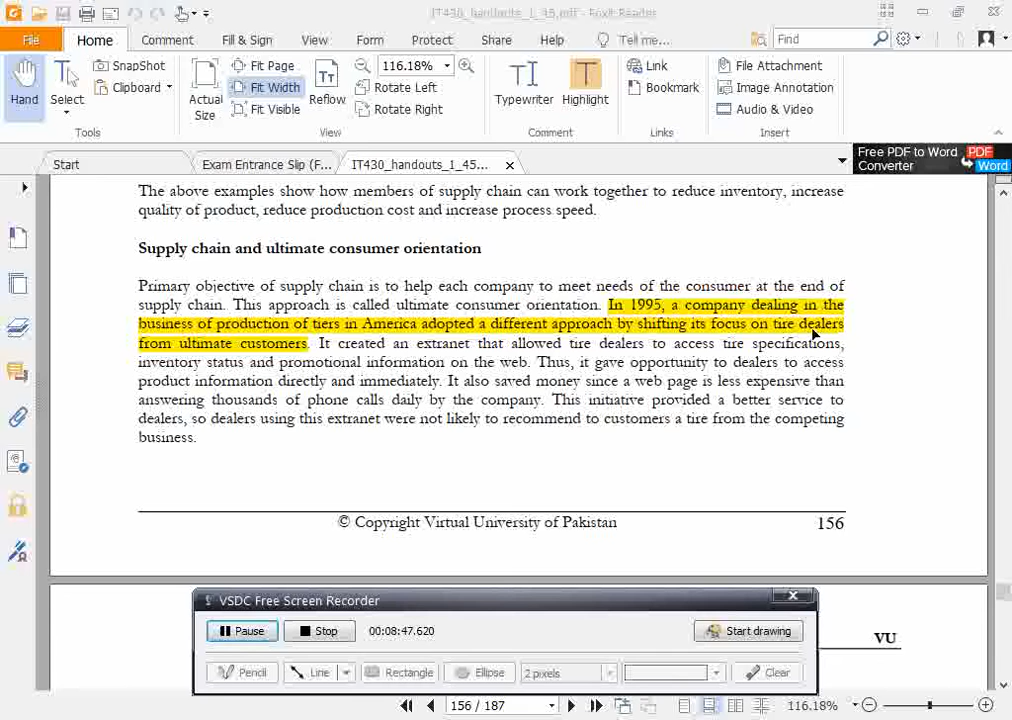 IT430_handouts_1_45.pdf - Foxit Reader
File Home Comment Fill & Sign View Form Protect Share Help Tell me... Find
Hand
Select
SnapShot
Clipboard
Tools
Actual Size
Fit Page
Fit Width
Fit Visible
Reflow
116.18%
Rotate Left
Rotate Right
View
Typewriter
Highlight
Comment
Link
Bookmark
Links
File Attachment
Image Annotation
Audio & Video
Insert
Start Exam Entrance Slip (F... IT430_handouts_1_45...
Free PDF to Word Converter
PDF
Word
The above examples show how members of supply chain can work together to reduce inventory, increase
quality of product, reduce production cost and increase process speed.
Supply chain and ultimate consumer orientation
Primary objective of supply chain is to help each company to meet needs of the consumer at the end of
supply chain. This approach is called ultimate consumer orientation. In 1995, a company dealing in the
business of production of tiers in America adopted a different approach by shifting its focus on tire dealers
from ultimate customers. It created an extranet that allowed tire dealers to access tire specifications,
inventory status and promotional information on the web. Thus, it gave opportunity to dealers to access
product information directly and immediately. It also saved money since a web page is less expensive than
answering thousands of phone calls daily by the company. This initiative provided a better service to
dealers, so dealers using this extranet were not likely to recommend to customers a tire from the competing
business.
© Copyright Virtual University of Pakistan 156
VU
VSDC Free Screen Recorder
Pause Stop 00:08:47.620 Start drawing
Pencil Line Rectangle Ellipse 2 pixels Clear
156 / 187 116.18%